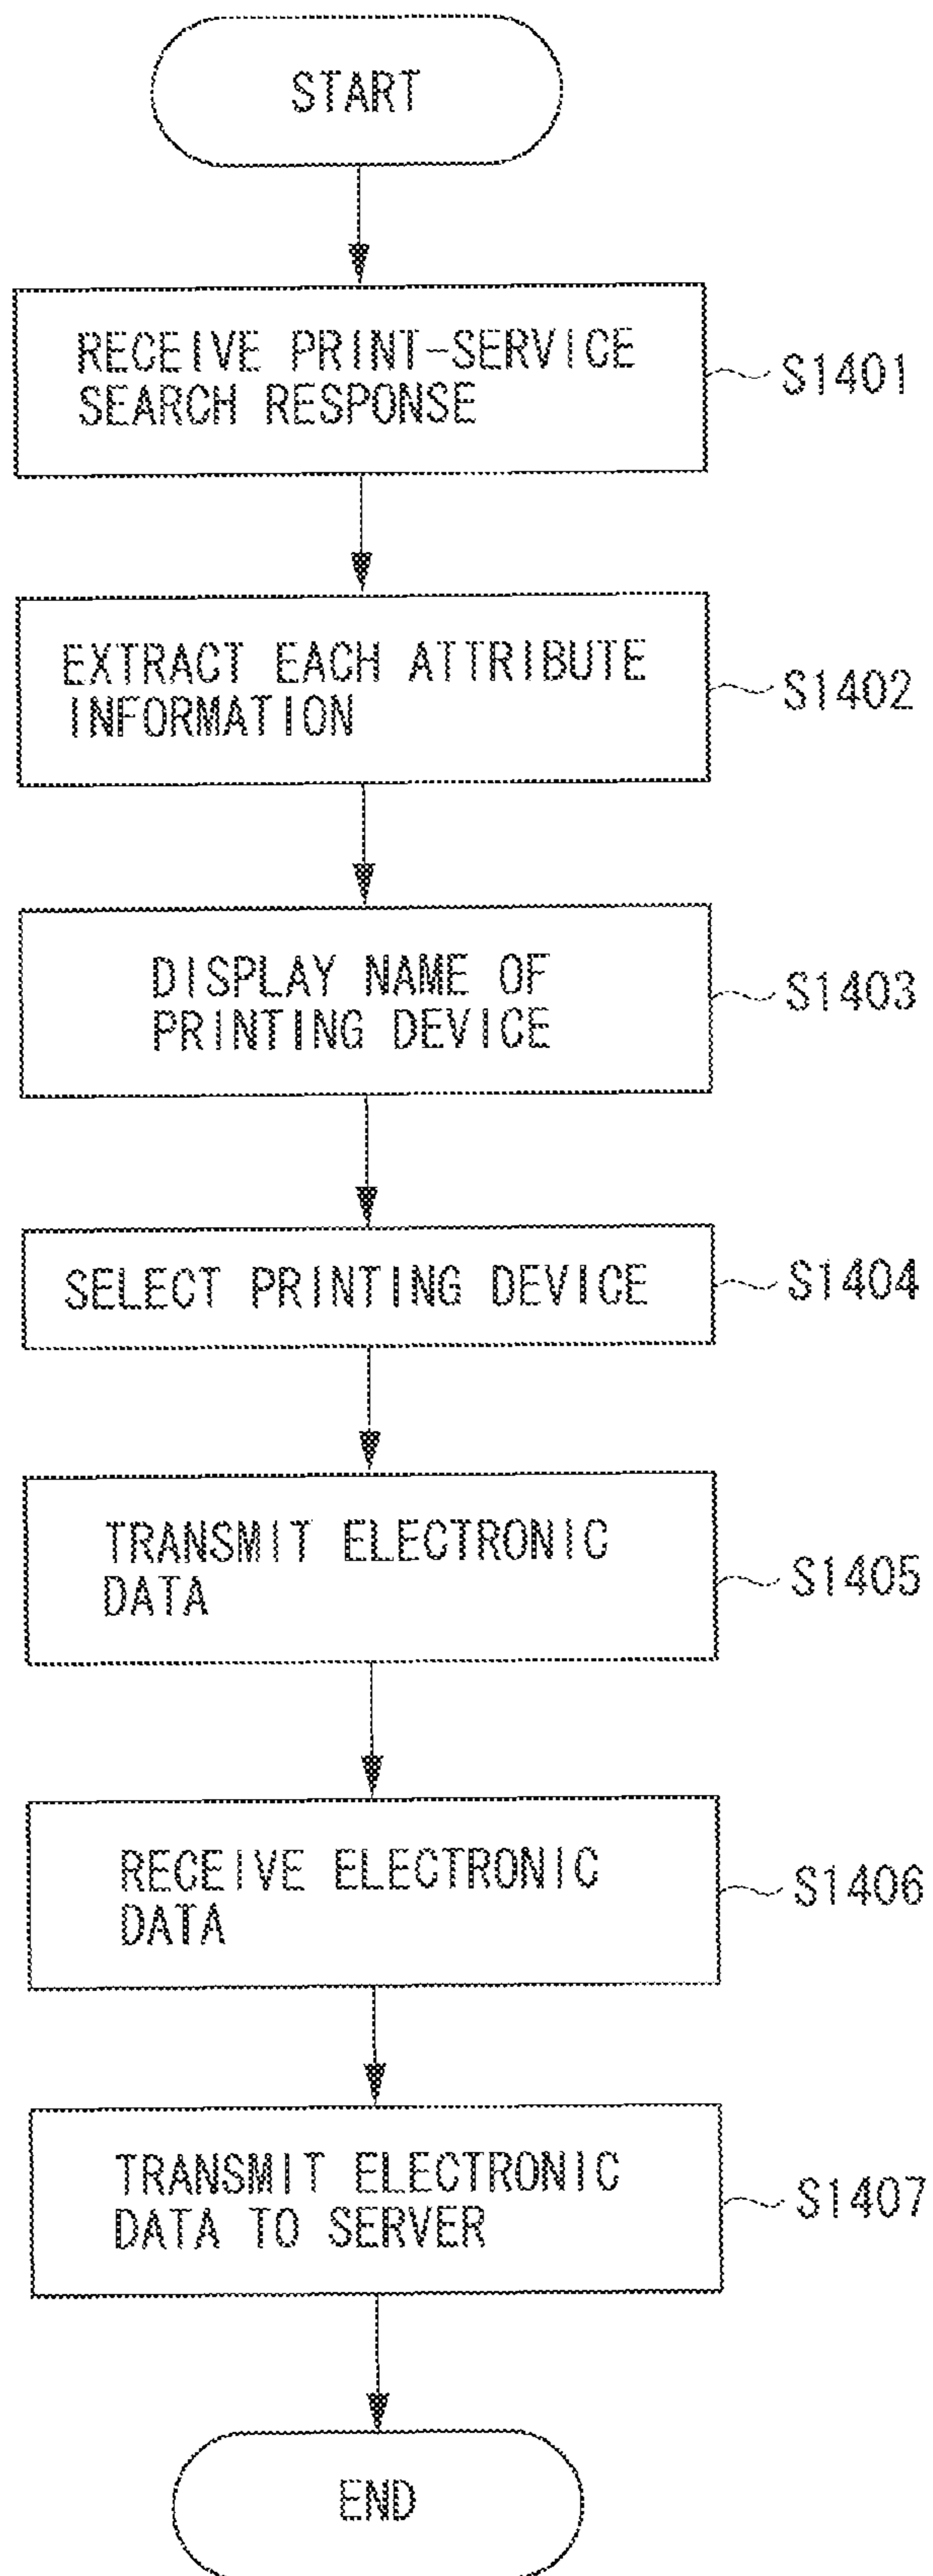 START
RECEIVE PRINT-SERVICE
SEARCH RESPONSE
S1401
EXTRACT EACH ATTRIBUTE
INFORMATION
S1402
DISPLAY NAME OF
PRINTING DEVICE
S1403
SELECT PRINTING DEVICE
S1404
TRANSMIT ELECTRONIC
DATA
S1405
RECEIVE ELECTRONIC
DATA
S1406
TRANSMIT ELECTRONIC
DATA TO SERVER
S1407
END